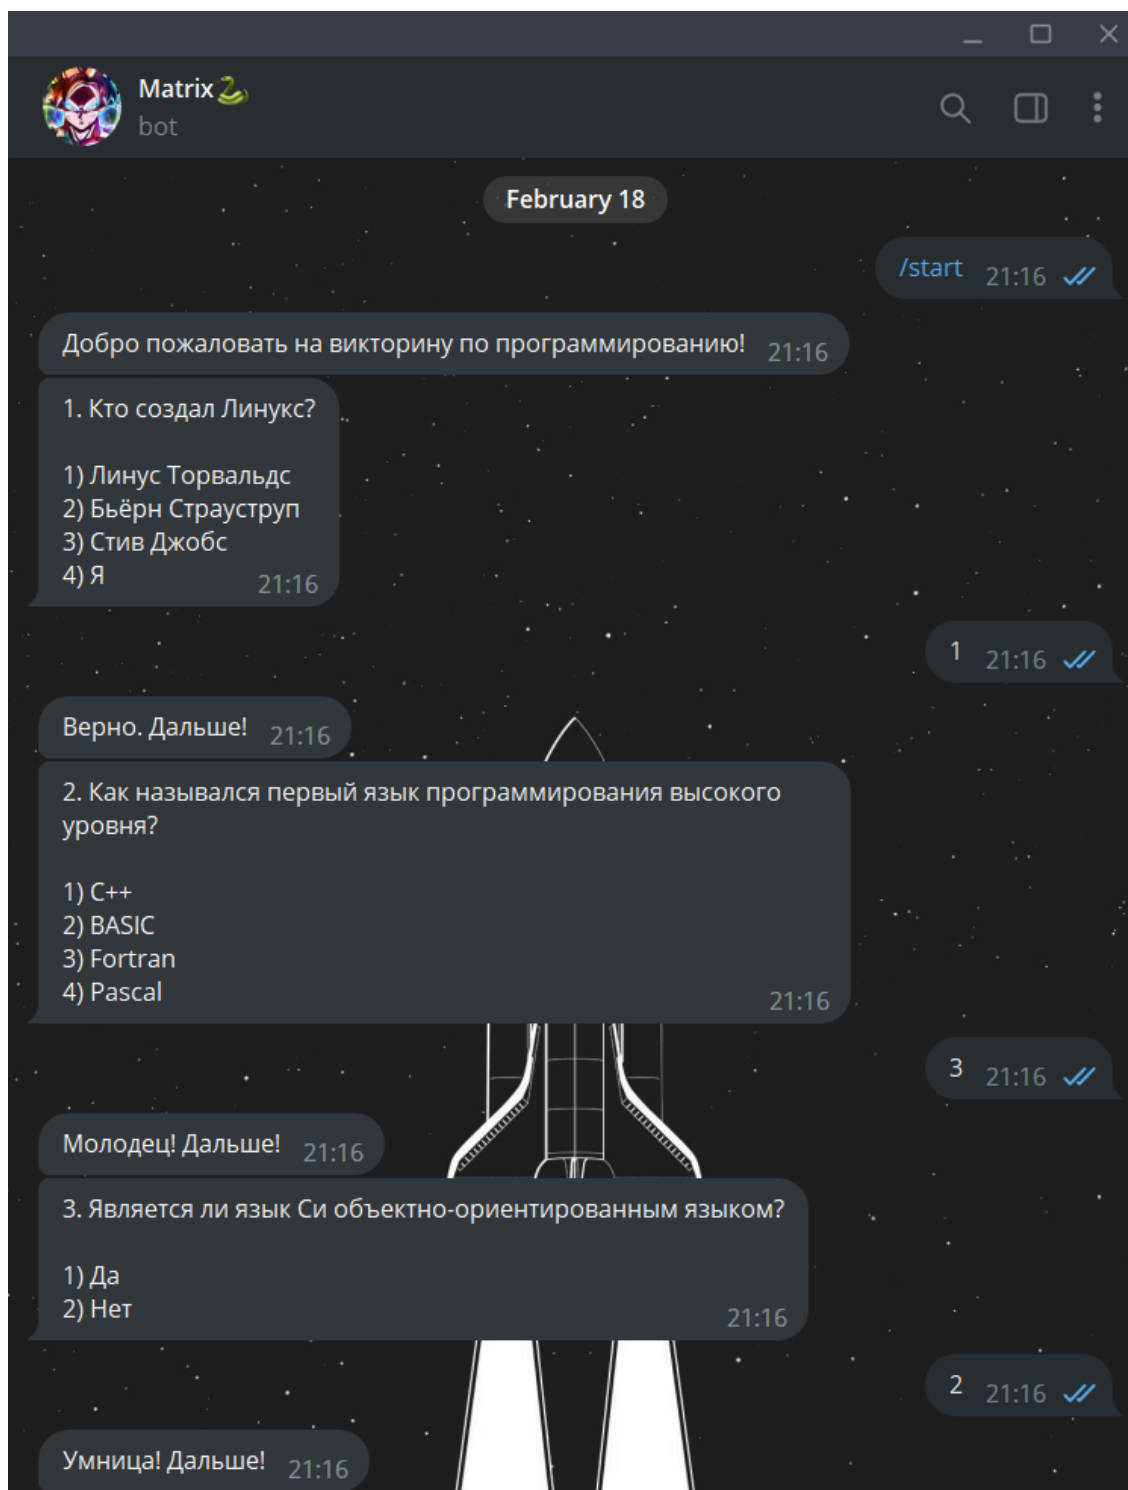 Matrix
bot
February 18
/start 21:16
Добро пожаловать на викторину по программированию! 21:16
1. Кто создал Линукс?
1) Линус Торвальдс
2) Бьёрн Страуструп
3) Стив Джобс
4) Я 21:16
1 21:16
Верно. Дальше! 21:16
2. Как назывался первый язык программирования высокого
уровня?
1) C++
2) BASIC
3) Fortran
4) Pascal 21:16
3 21:16
Молодец! Дальше! 21:16
3. Является ли язык Си объектно-ориентированным языком?
1) Да
2) Нет 21:16
2 21:16
Умница! Дальше! 21:16